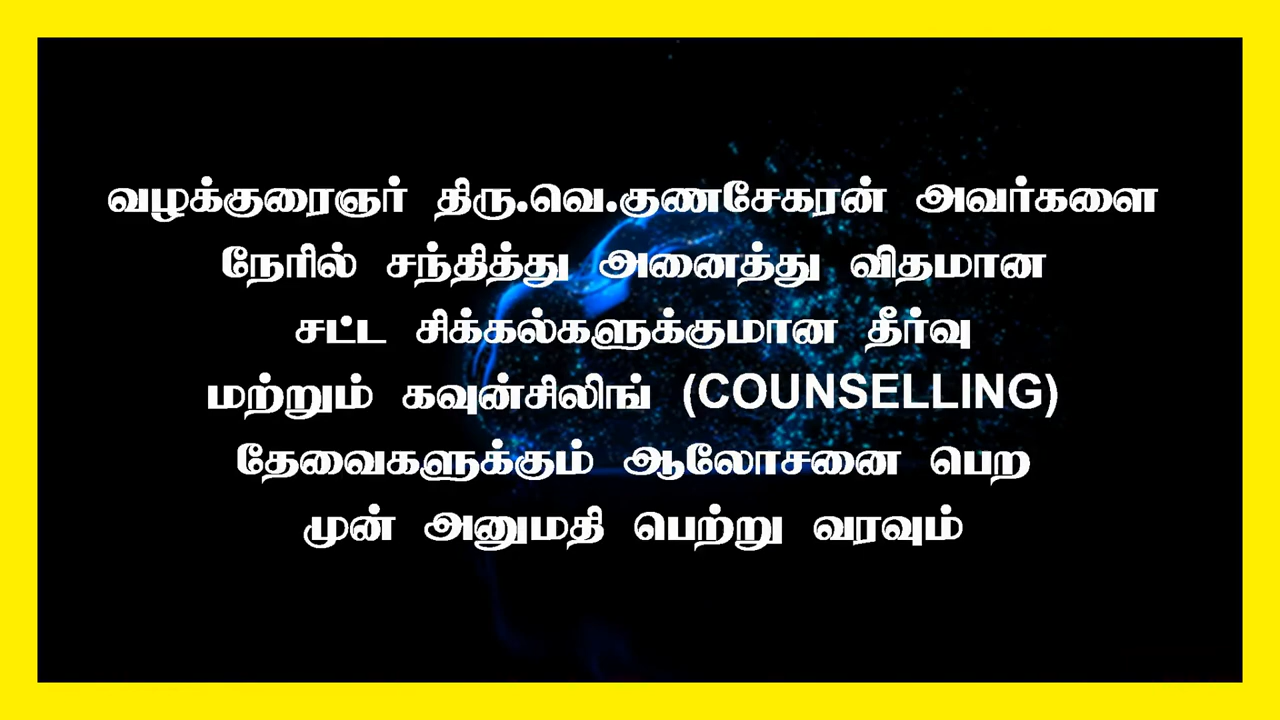 வழக்குரைஞர் திரு.வெ.குணசேகரன் அவர்களை
நேரில் சந்தித்து அனைத்து விதமான
சட்ட சிக்கல்களுக்குமான தீர்வு
மற்றும் கவுன்சிலிங் (COUNSELLING)
தேவைகளுக்கும் ஆலோசனை பெற
முன் அனுமதி பெற்று வரவும்